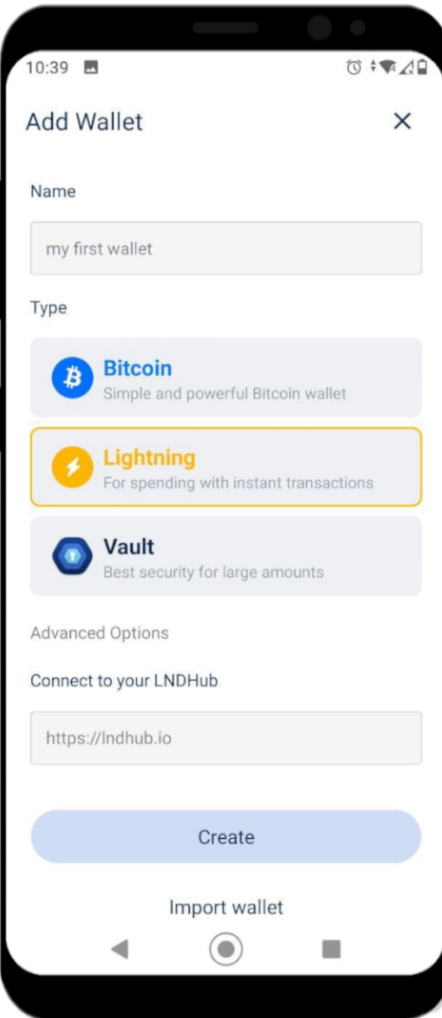 10:39
Add Wallet
Name
my first wallet
Type
Bitcoin
Simple and powerful Bitcoin wallet
Lightning
For spending with instant transactions
Vault
Best security for large amounts
Advanced Options
Connect to your LNDHub
https://lndhub.io
Create
Import wallet